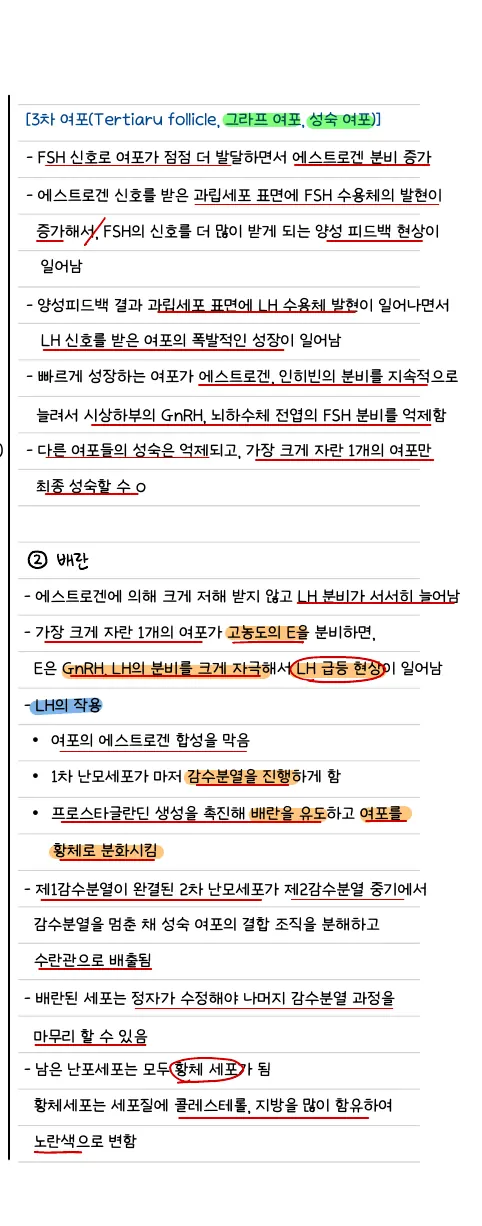 [3차 여포(Tertiaru follicle, 그라프 여포, 성숙 여포)]
- FSH 신호로 여포가 점점 더 발달하면서 에스트로겐 분비 증가
- 에스트로겐 신호를 받은 과립세포 표면에 FSH 수용체의 발현이
증가해서, FSH의 신호를 더 많이 받게 되는 양성 피드백 현상이
일어남
- 양성피드백 결과 과립세포 표면에 LH 수용체 발현이 일어나면서
LH 신호를 받은 여포의 폭발적인 성장이 일어남
- 빠르게 성장하는 여포가 에스트로겐, 인히빈의 분비를 지속적으로
늘려서 시상하부의 GnRH, 뇌하수체 전엽의 FSH 분비를 억제함
)
- 다른 여포들의 성숙은 억제되고, 가장 크게 자란 1개의 여포만
최종 성숙할 수 O
② 배란
- 에스트로겐에 의해 크게 저해 받지 않고 LH 분비가 서서히 늘어남
- 가장 크게 자란 1개의 여포가 고농도의 E을 분비하면,
E은 GnRH, LH의 분비를 크게 자극해서 LH 급등 현상이 일어남
- LH의 작용
• 여포의 에스트로겐 합성을 막음
• 1차 난모세포가 마저 감수분열을 진행하게 함
• 프로스타글란딘 생성을 촉진해 배란을 유도하고 여포를
황체로 분화시킴
- 제1감수분열이 완결된 2차 난모세포가 제2감수분열 중기에서
감수분열을 멈춘 채 성숙 여포의 결합 조직을 분해하고
수란관으로 배출됨
- 배란된 세포는 정자가 수정해야 나머지 감수분열 과정을
마무리 할 수 있음
- 남은 난포세포는 모두 황체 세포가 됨
황체세포는 세포질에 콜레스테롤, 지방을 많이 함유하여
노란색으로 변함